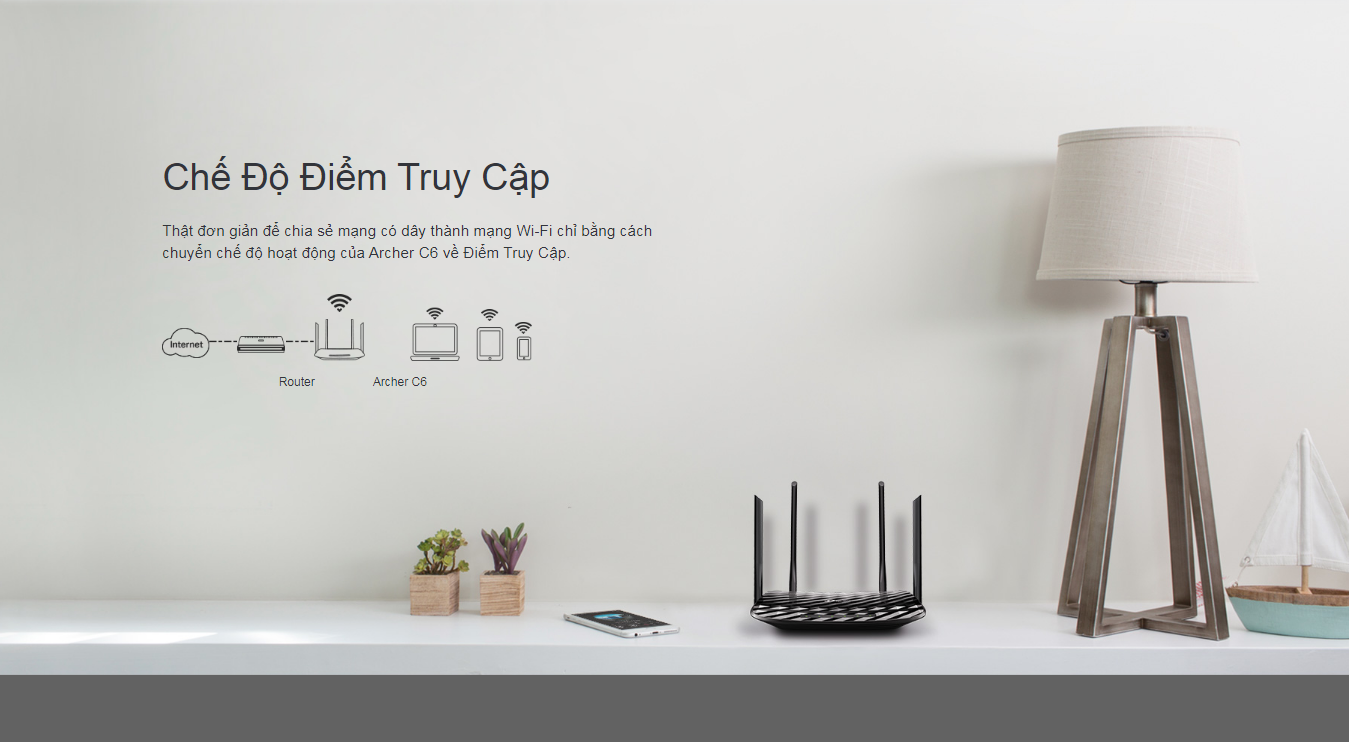 Chế Độ Điểm Truy Cập
Thật đơn giản để chia sẻ mạng có dây thành mạng Wi-Fi chỉ bằng cách
chuyển chế độ hoạt động của Archer C6 về Điểm Truy Cập.
Internet
Router Archer C6